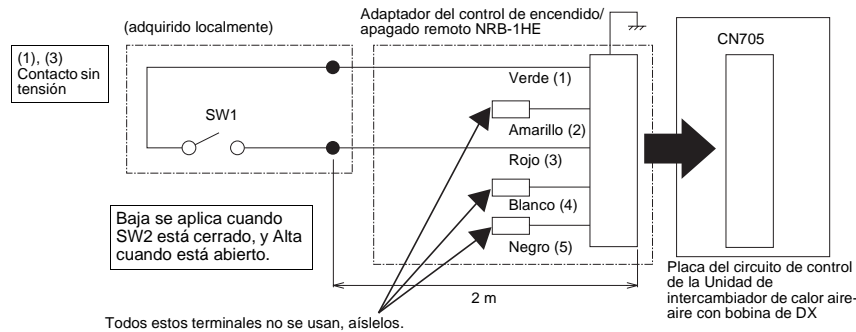 (adquirido localmente)
Adaptador del control de encendido/
apagado remoto NRB-1HE
CN705
(1), (3)
Contacto sin
tensión
Verde (1)
SW1
Amarillo (2)
Rojo (3)
Blanco (4)
Baja se aplica cuando
SW2 está cerrado, y Alta
cuando está abierto.
Negro (5)
2 m
Placa del circuito de control
de la Unidad de
intercambiador de calor aire-
aire con bobina de DX
Todos estos terminales no se usan, aíslelos.